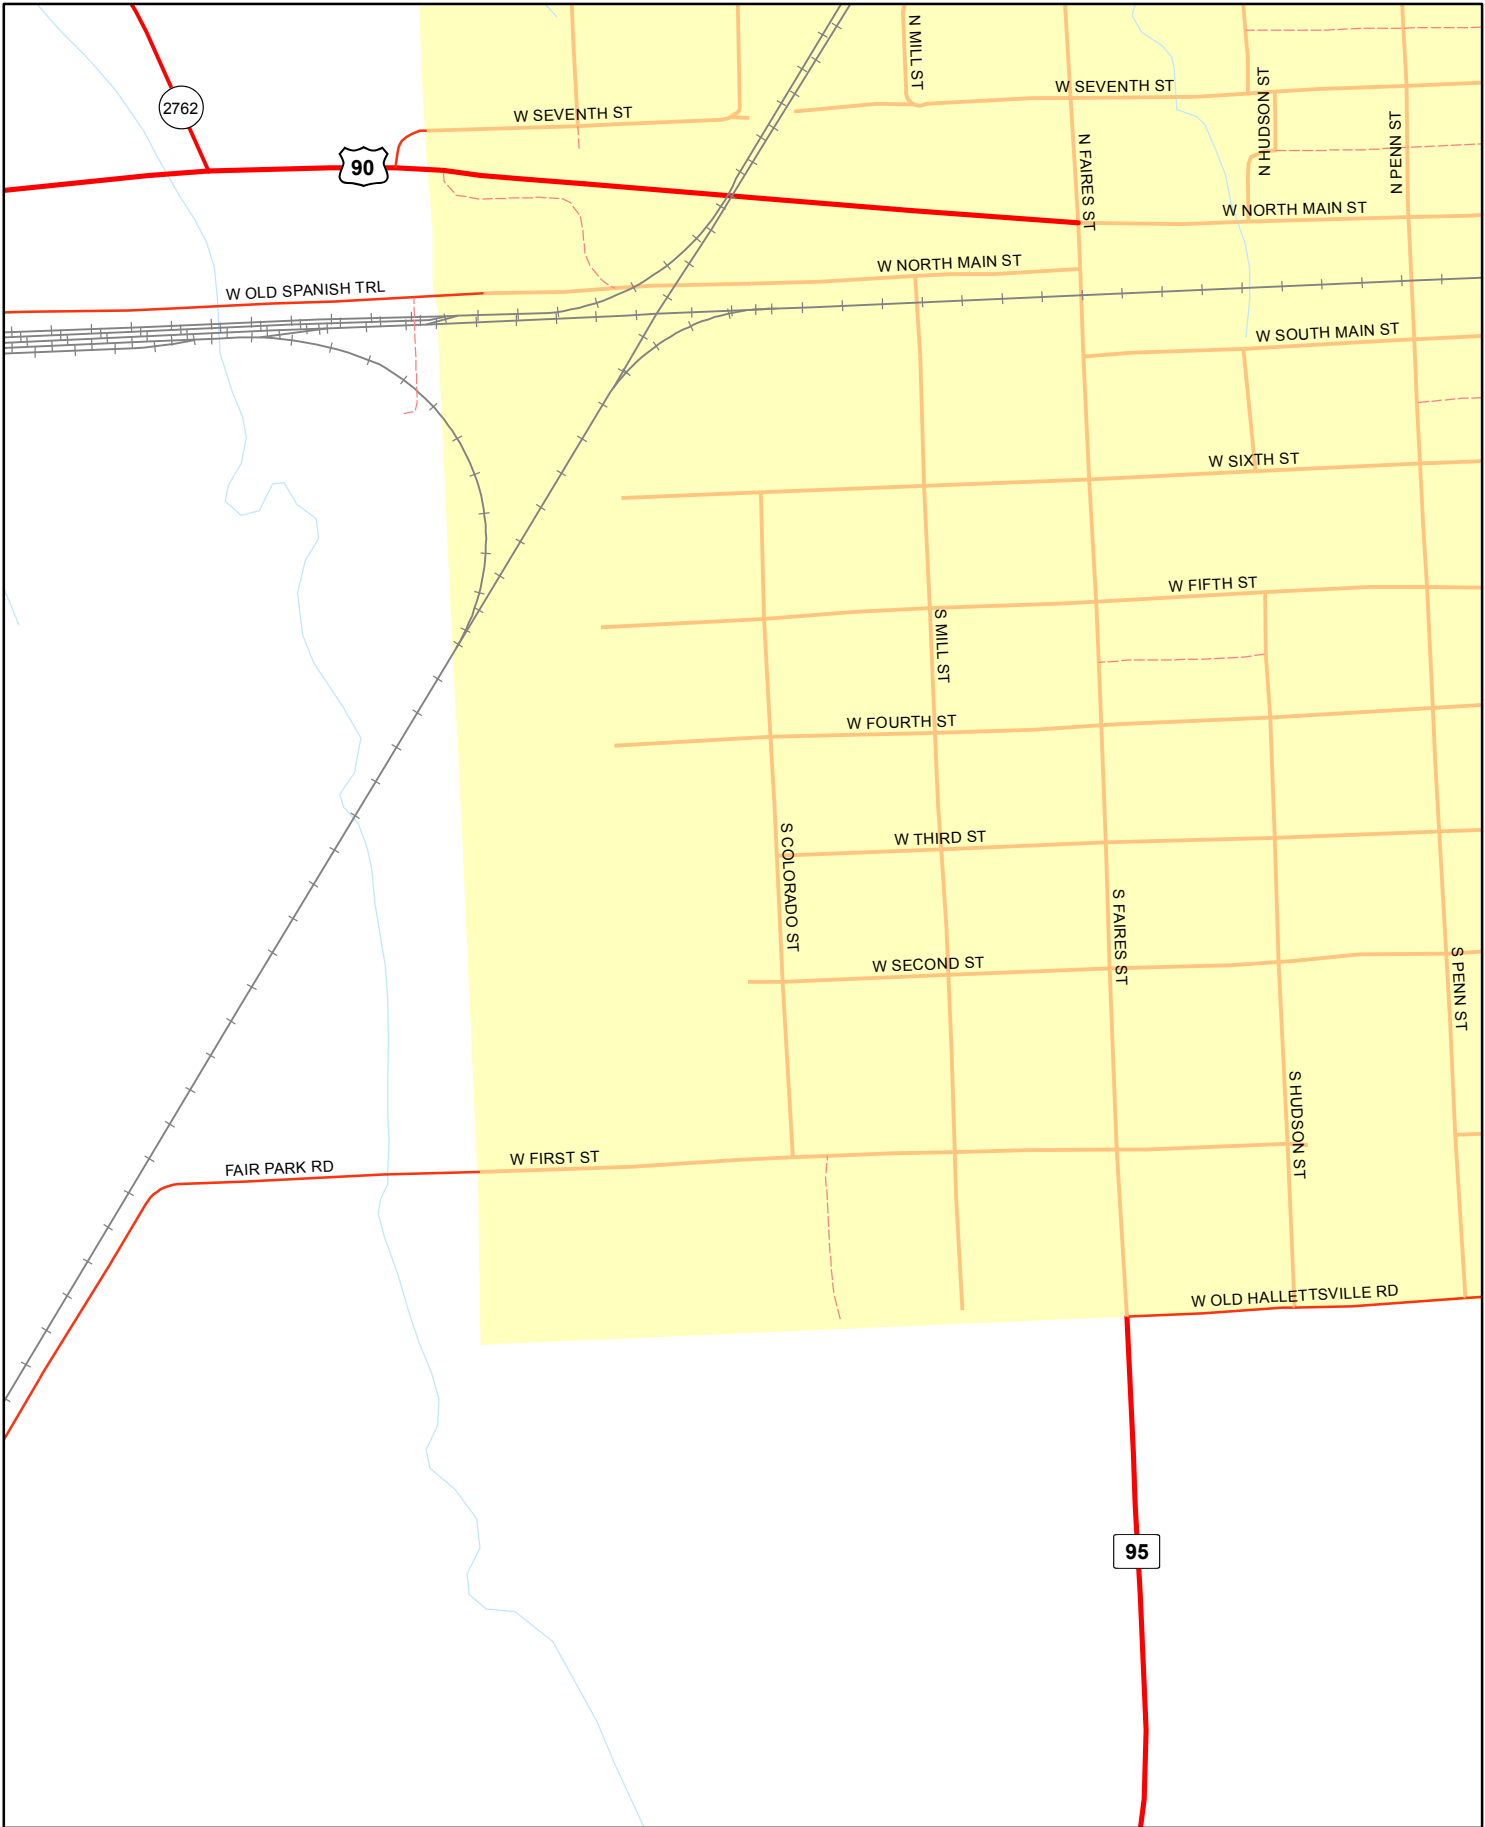 N MILL ST
W SEVENTH ST
N HUDSON ST
2762
W SEVENTH ST
N PENN ST
90
N FAIRES ST
W NORTH MAIN ST
W NORTH MAIN ST
W OLD SPANISH TRL
W SOUTH MAIN ST
W SIXTH ST
W FIFTH ST
S MILL ST
W FOURTH ST
W THIRD ST
S COLORADO ST
S FAIRES ST
W SECOND ST
S PENN ST
S HUDSON ST
W FIRST ST
FAIR PARK RD
W OLD HALLETTSVILLE RD
95